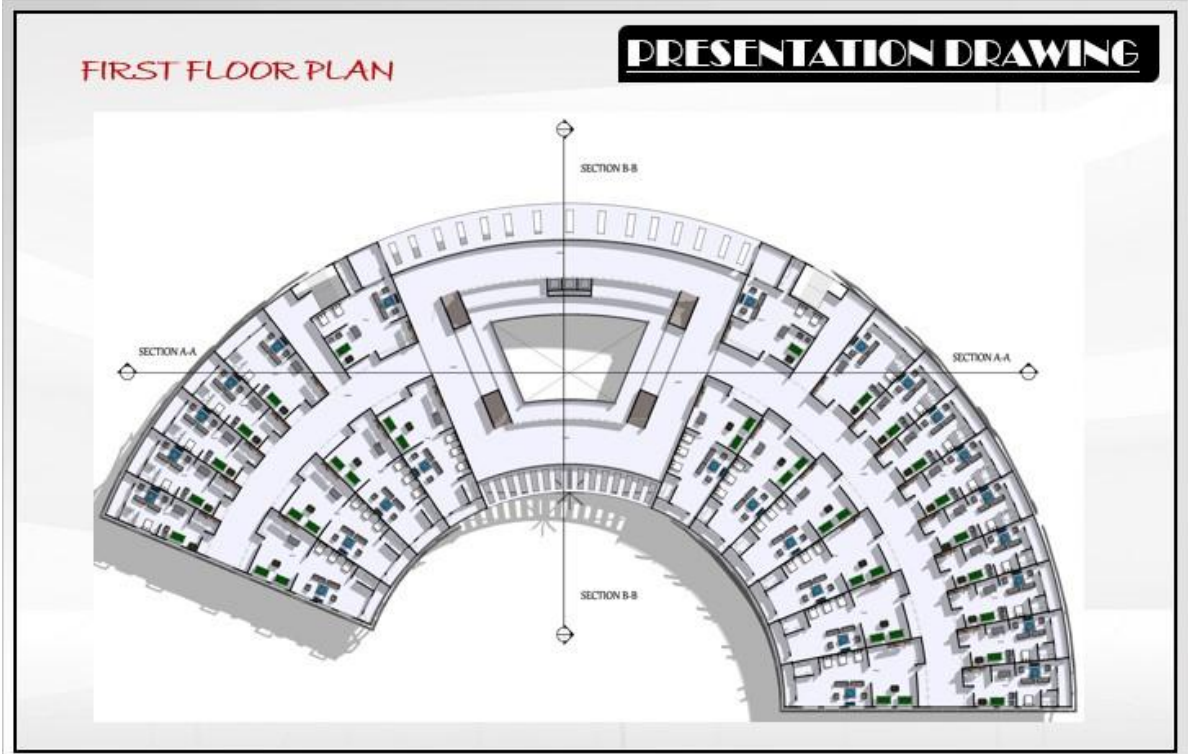 FIRST FLOOR PLAN
PRESENTATION DRAWING
SECTION B-B
SECTION A-A
SECTION A-A
SECTION B-B